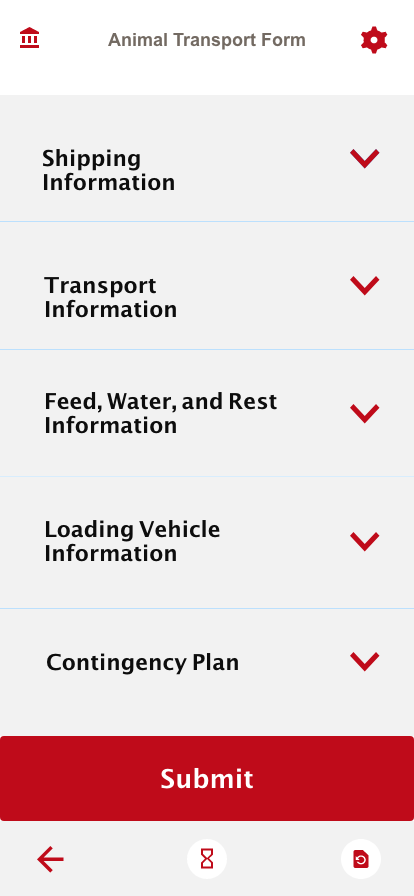 Animal Transport Form
Shipping
Information
Transport
Information
Feed, Water, and Rest
Information
Loading Vehicle
Information
Contingency Plan
Submit